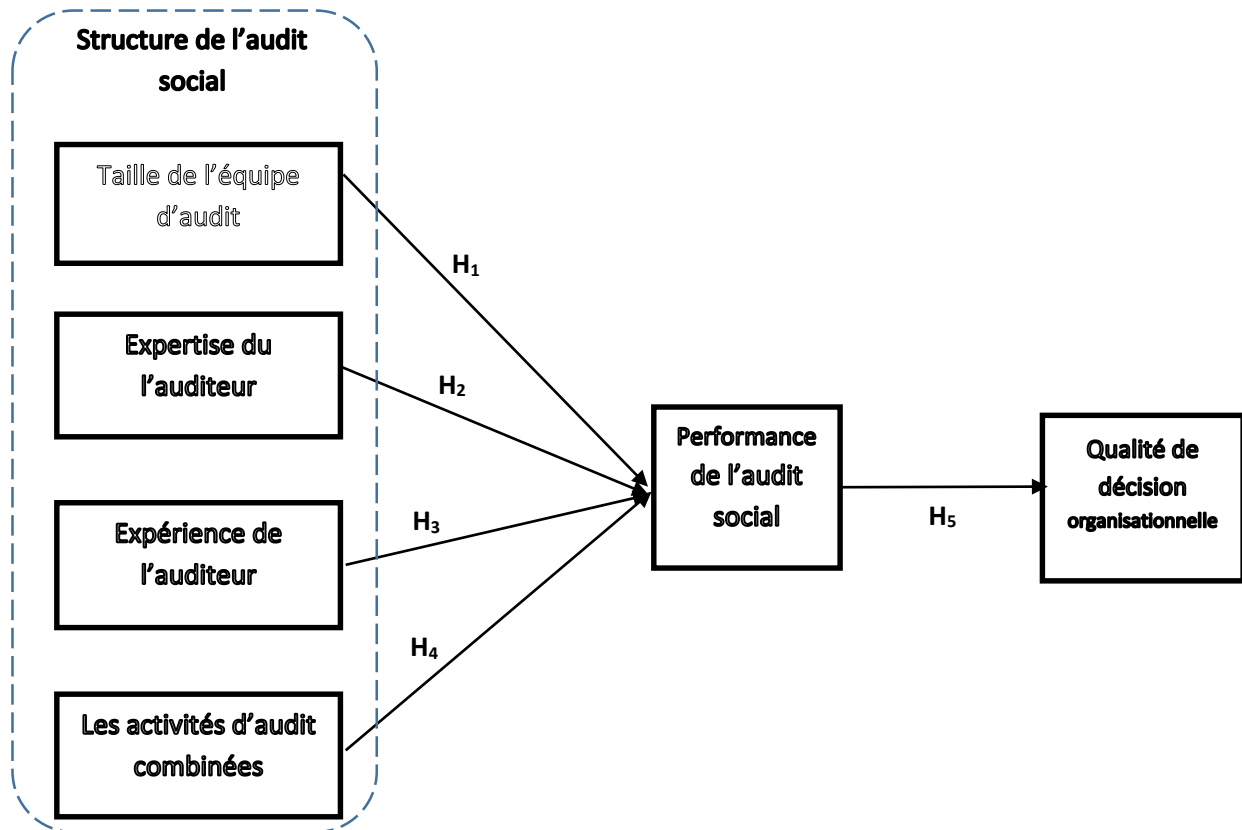 Structure de l’audit
social
Taille de l’équipe
d’audit
H₁
Expertise du
l’auditeur
H₂
Expérience de
l’auditeur
H₃
Les activités d’audit
combinées
H₄
Performance
de l’audit
social
H₅
Qualité de
décision
organisationnelle